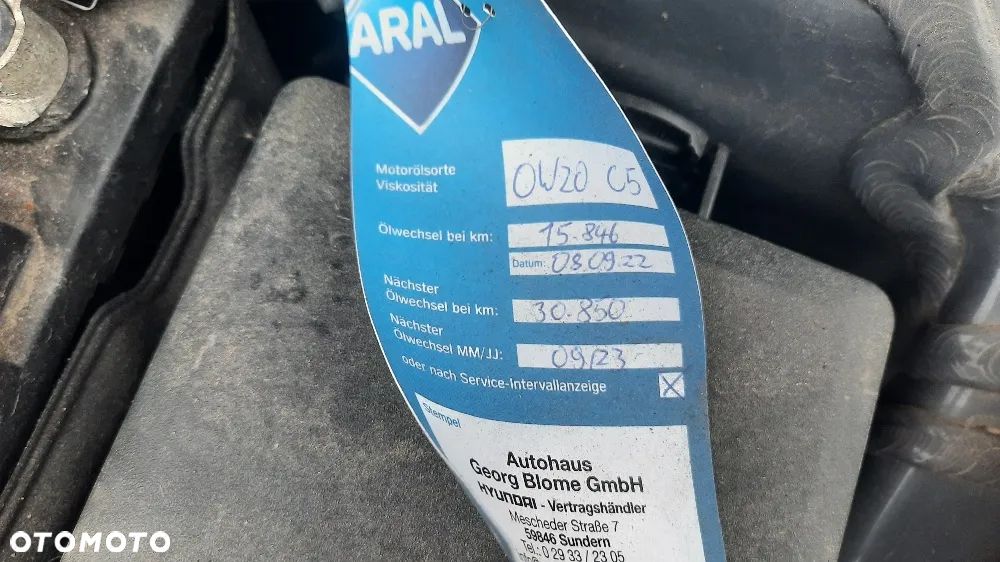 ARAL
Motorölsorte
Viskosität
0W20 C5
Ölwechsel bei km:
15.846
Datum: 08.09.22
Nächster
Ölwechsel bei km:
30.850
Nächster
Ölwechsel MM/JJ:
09/23
oder nach Service-Intervallanzeige
Stempel
Autohaus
Georg Blome GmbH
HYUNDAI - Vertragshändler
Mescheder Straße 7
59846 Sundern
Tel.: 0 29 33 / 23 05
OTOMOTO